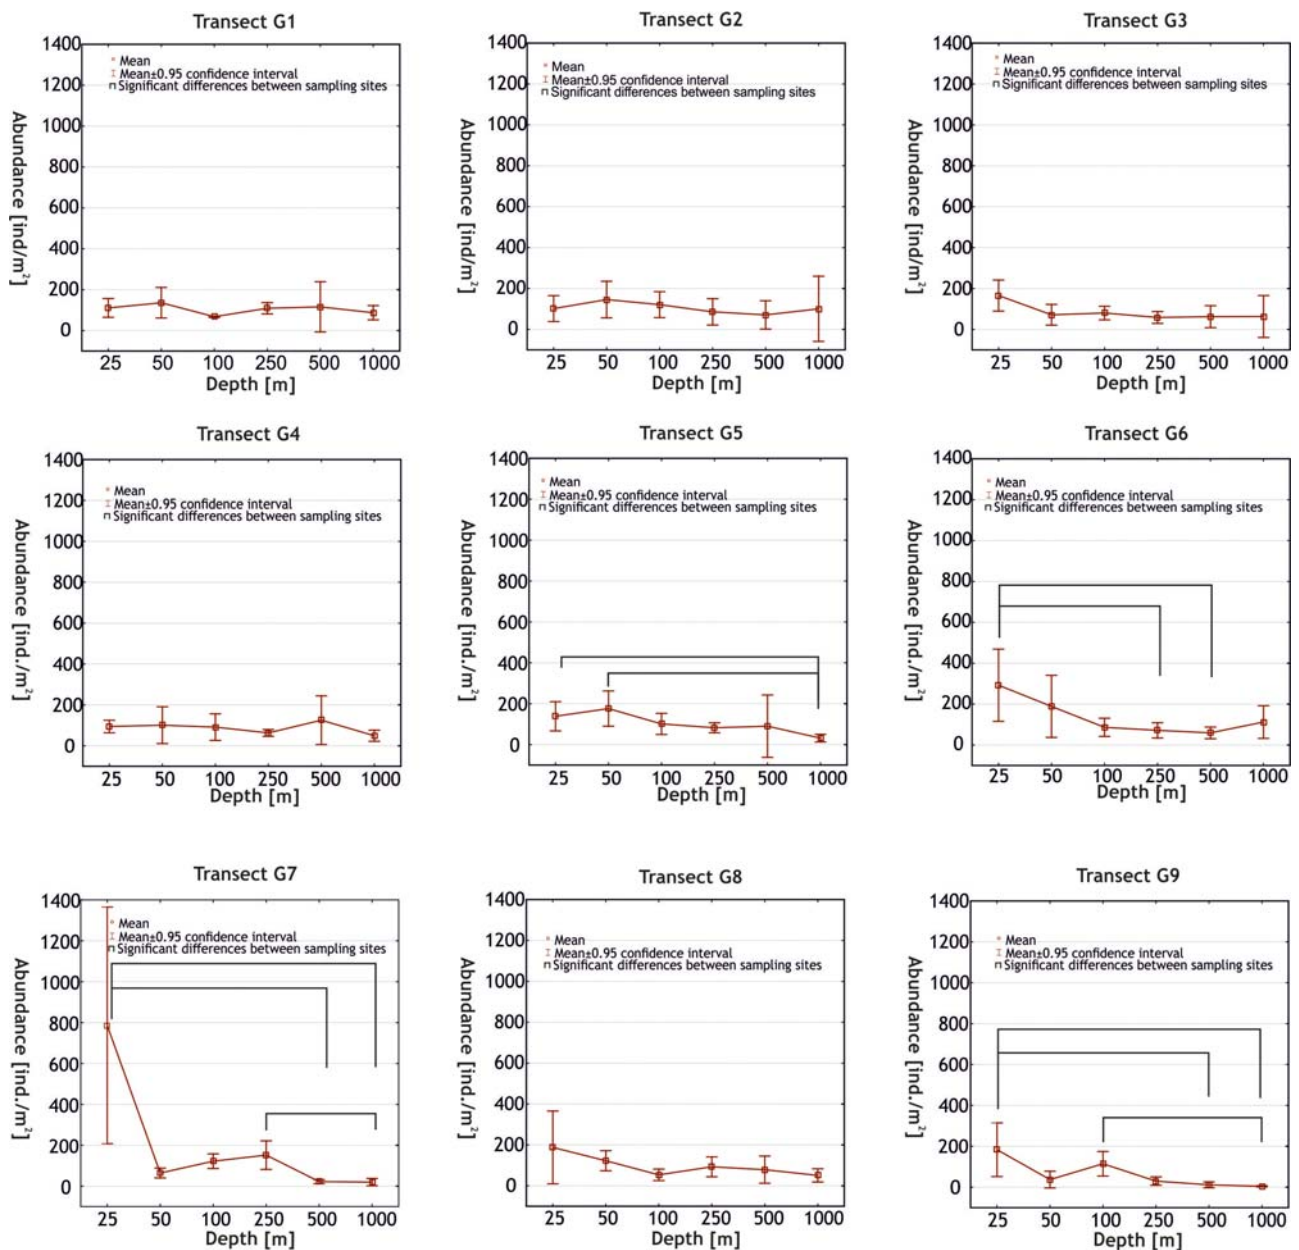 Transect G1
1400
1200
1000
800
600
400
200
0
Abundance [ind/m²]
Mean
Mean±0.95 confidence interval
Significant differences between sampling sites
25 50 100 250 500 1000
Depth [m]
Transect G2
1400
1200
1000
800
600
400
200
0
Abundance [ind/m²]
Mean
Mean±0.95 confidence interval
Significant differences between sampling sites
25 50 100 250 500 1000
Depth [m]
Transect G3
1400
1200
1000
800
600
400
200
0
Abundance [ind/m²]
Mean
Mean±0.95 confidence interval
Significant differences between sampling sites
25 50 100 250 500 1000
Depth [m]
Transect G4
1400
1200
1000
800
600
400
200
0
Abundance [ind./m²]
Mean
Mean±0.95 confidence interval
Significant differences between sampling sites
25 50 100 250 500 1000
Depth [m]
Transect G5
1400
1200
1000
800
600
400
200
0
Abundance [ind./m²]
Mean
Mean±0.95 confidence interval
Significant differences between sampling sites
25 50 100 250 500 1000
Depth [m]
Transect G6
1400
1200
1000
800
600
400
200
0
Abundance [ind./m²]
Mean
Mean±0.95 confidence interval
Significant differences between sampling sites
25 50 100 250 500 1000
Depth [m]
Transect G7
1400
1200
1000
800
600
400
200
0
Abundance [ind./m²]
Mean
Mean±0.95 confidence interval
Significant differences between sampling sites
25 50 100 250 500 1000
Depth [m]
Transect G8
1400
1200
1000
800
600
400
200
0
Abundance [ind./m²]
Mean
Mean±0.95 confidence interval
Significant differences between sampling sites
25 50 100 250 500 1000
Depth [m]
Transect G9
1400
1200
1000
800
600
400
200
0
Abundance [ind./m²]
Mean
Mean±0.95 confidence interval
Significant differences between sampling sites
25 50 100 250 500 1000
Depth [m]